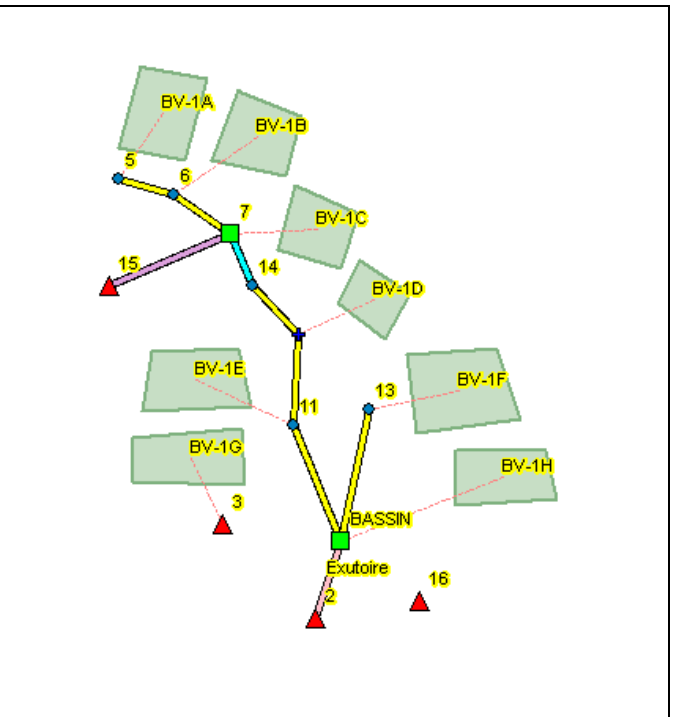 BV-1A
BV-1B
5
6
7
BV-1C
15
14
BV-1D
BV-1E
13
BV-1F
11
BV-1G
BV-1H
3
BASSIN
Exutoire
16
2